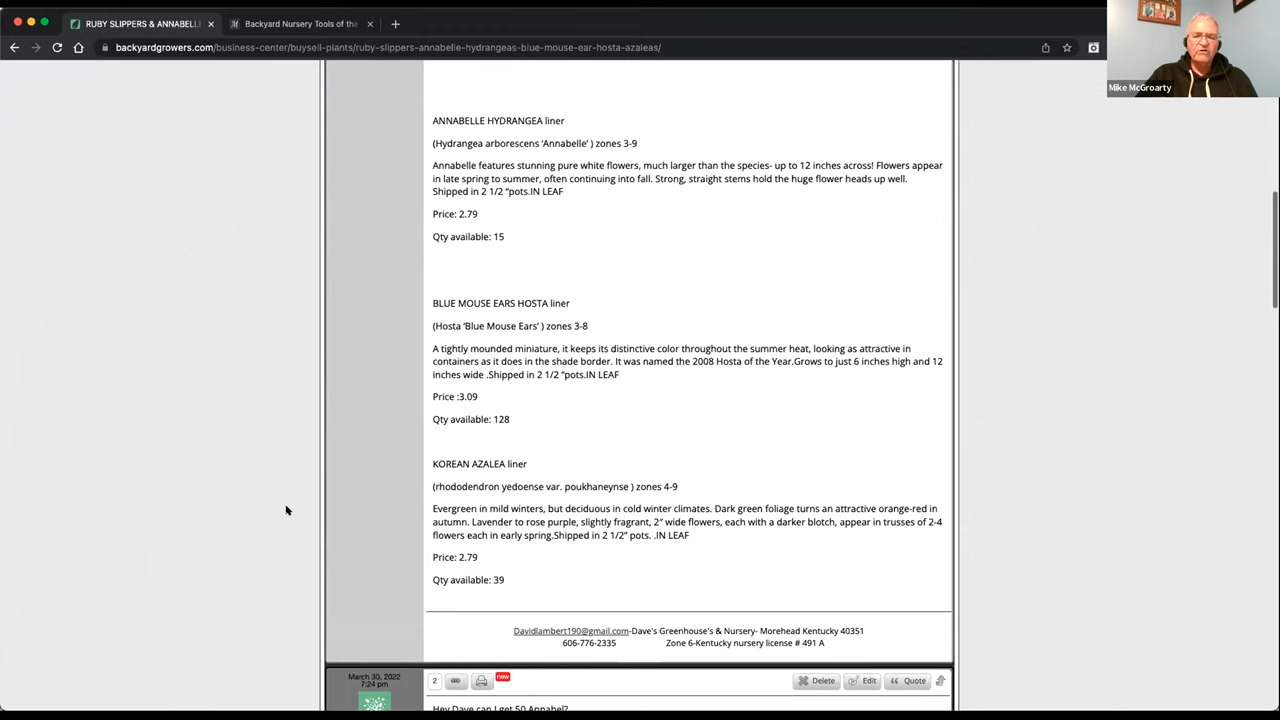 RUBY SLIPPERS & ANNABELL
Backyard Nursery Tools of the
backyardgrowers.com/business-center/buysell-plants/ruby-slippers-annabelle-hydrangeas-blue-mouse-ear-hosta-azaleas/
Mike McGroarty
ANNABELLE HYDRANGEA liner
(Hydrangea arborescens ‘Annabelle’ ) zones 3-9
Annabelle features stunning pure white flowers, much larger than the species- up to 12 inches across! Flowers appear
in late spring to summer, often continuing into fall. Strong, straight stems hold the huge flower heads up well.
Shipped in 2 1/2 “pots.IN LEAF
Price: 2.79
Qty available: 15
BLUE MOUSE EARS HOSTA liner
(Hosta ‘Blue Mouse Ears’ ) zones 3-8
A tightly mounded miniature, it keeps its distinctive color throughout the summer heat, looking as attractive in
containers as it does in the shade border. It was named the 2008 Hosta of the Year.Grows to just 6 inches high and 12
inches wide .Shipped in 2 1/2 “pots.IN LEAF
Price :3.09
Qty available: 128
KOREAN AZALEA liner
(rhododendron yedoense var. poukhaneynse ) zones 4-9
Evergreen in mild winters, but deciduous in cold winter climates. Dark green foliage turns an attractive orange-red in
autumn. Lavender to rose purple, slightly fragrant, 2″ wide flowers, each with a darker blotch, appear in trusses of 2-4
flowers each in early spring.Shipped in 2 1/2” pots. .IN LEAF
Price: 2.79
Qty available: 39
Davidlambert190@gmail.com-Dave's Greenhouse's & Nursery- Morehead Kentucky 40351
606-776-2335 Zone 6-Kentucky nursery license # 491 A
March 30, 2022
7:24 pm
2 new Delete Edit Quote
Hey Dave can I get 50 Annabel?